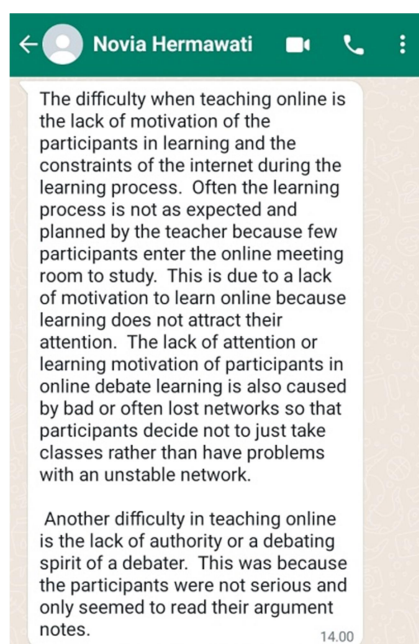 Novia Hermawati
The difficulty when teaching online is
the lack of motivation of the
participants in learning and the
constraints of the internet during the
learning process.  Often the learning
process is not as expected and
planned by the teacher because few
participants enter the online meeting
room to study.  This is due to a lack
of motivation to learn online because
learning does not attract their
attention.  The lack of attention or
learning motivation of participants in
online debate learning is also caused
by bad or often lost networks so that
participants decide not to just take
classes rather than have problems
with an unstable network.

Another difficulty in teaching online
is the lack of authority or a debating
spirit of a debater.  This was because
the participants were not serious and
only seemed to read their argument
notes.
14.00